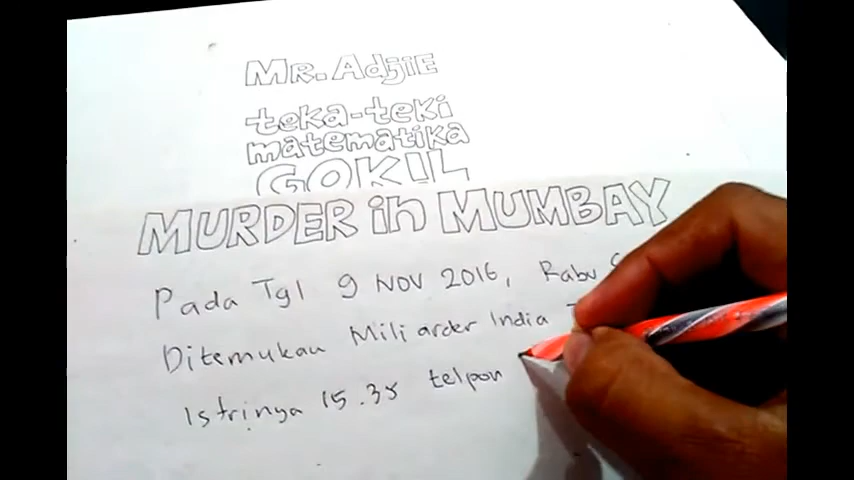 MR. AdjiE
teka-teki
matematika
GOKIL
MURDER in MUMBAY
Pada Tgl 9 NOV 2016, Rabu
Ditemukan Miliarder India
Istrinya 15.35 telpon